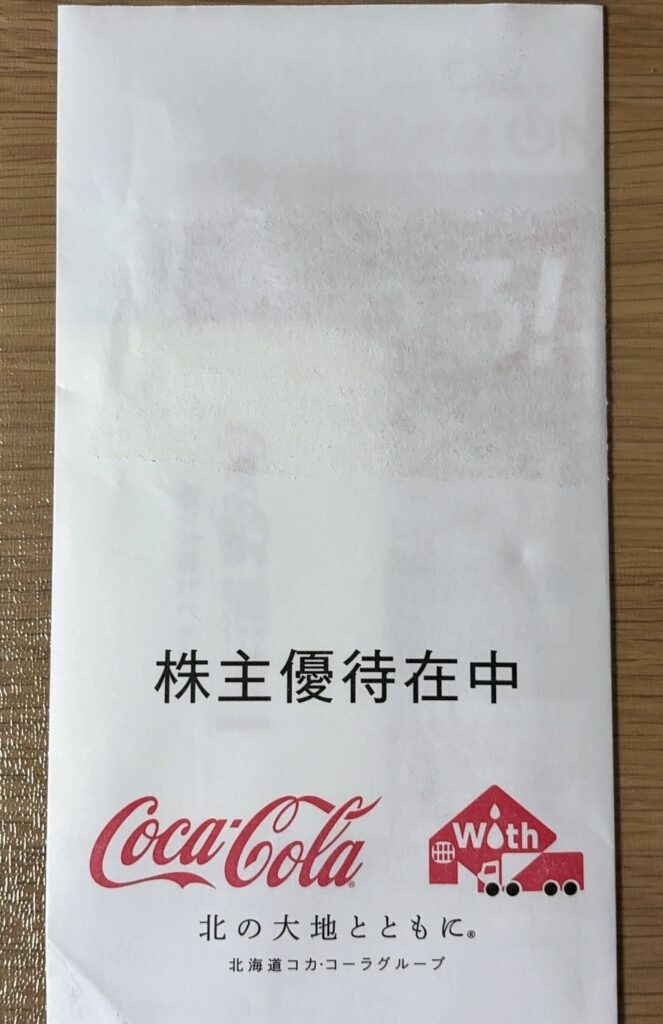 株主優待在中
Coca-Cola®
With
北の大地とともに®
北海道コカ・コーラグループ